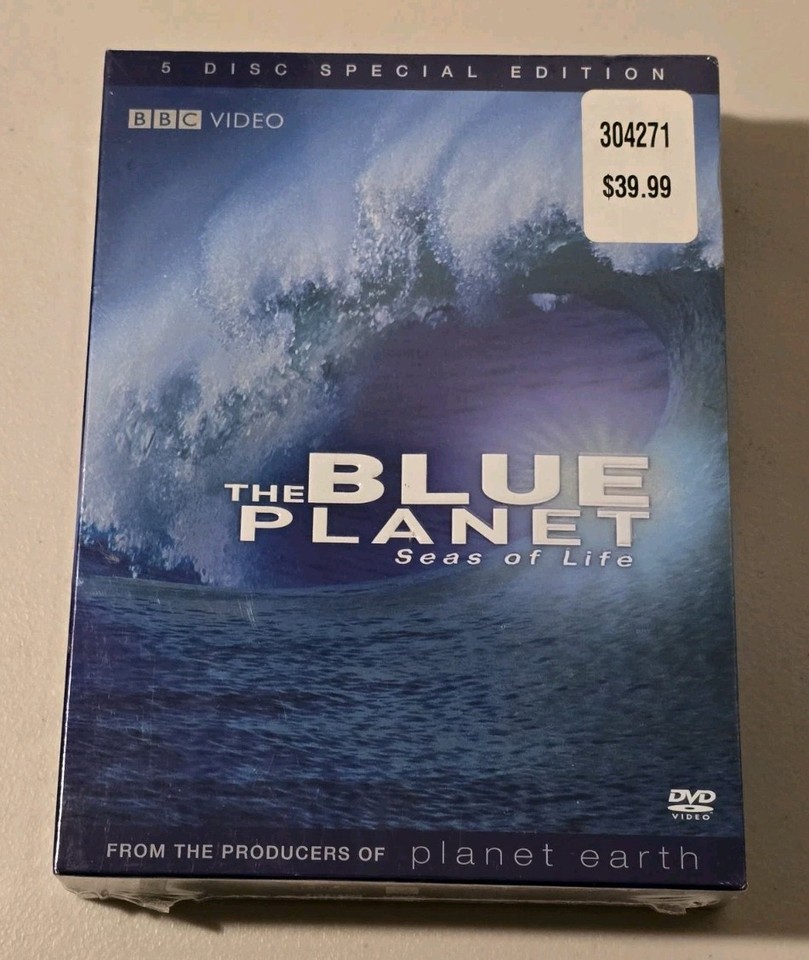 5 DISC SPECIAL EDITION
BBC VIDEO
304271
$39.99
THE BLUE
PLANET
Seas of Life
DVD
VIDEO
FROM THE PRODUCERS OF planet earth